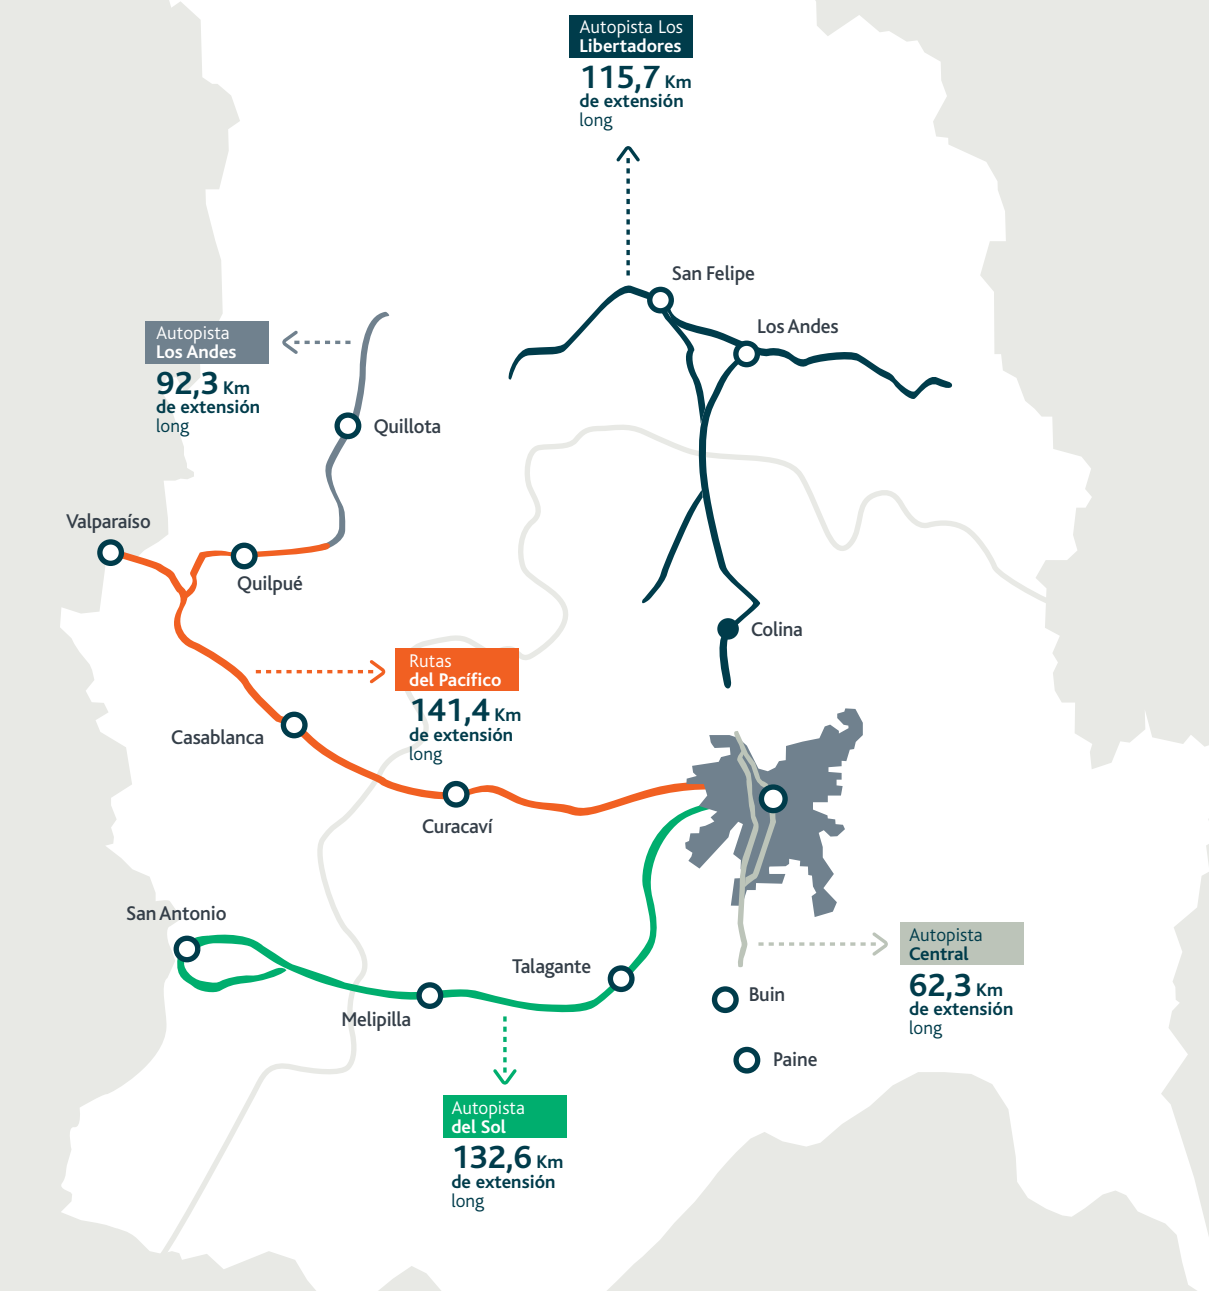 Autopista Los
Libertadores
115,7 Km
de extensión
long
San Felipe
Los Andes
Autopista
Los Andes
92,3 Km
de extensión
long
Quillota
Valparaíso
Quilpué
Colina
Rutas
del Pacífico
141,4 Km
de extensión
long
Casablanca
Curacaví
San Antonio
Talagante
Melipilla
Autopista
Central
62,3 Km
de extensión
long
Buin
Paine
Autopista
del Sol
132,6 Km
de extensión
long